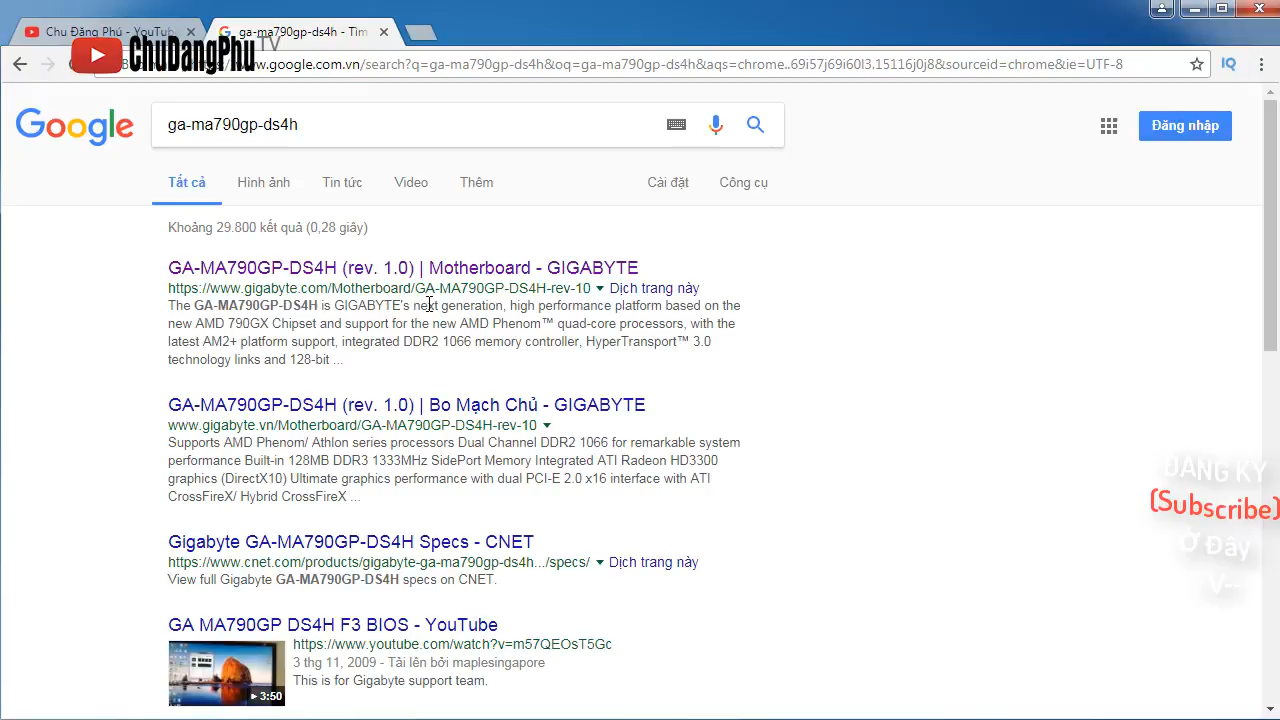 Chu Đăng Phú - YouTub
ga-ma790gp-ds4h - Tìm
ChuDangPhu TV
www.google.com.vn/search?q=ga-ma790gp-ds4h&oq=ga-ma790gp-ds4h&aqs=chrome..69i57j69i60l3.15116j0j8&sourceid=chrome&ie=UTF-8
IQ
Google
ga-ma790gp-ds4h
Đăng nhập
Tất cả Hình ảnh Tin tức Video Thêm Cài đặt Công cụ
Khoảng 29.800 kết quả (0,28 giây)
GA-MA790GP-DS4H (rev. 1.0) | Motherboard - GIGABYTE
https://www.gigabyte.com/Motherboard/GA-MA790GP-DS4H-rev-10 Dịch trang này
The GA-MA790GP-DS4H is GIGABYTE's next generation, high performance platform based on the
new AMD 790GX Chipset and support for the new AMD Phenom™ quad-core processors, with the
latest AM2+ platform support, integrated DDR2 1066 memory controller, HyperTransport™ 3.0
technology links and 128-bit ...
GA-MA790GP-DS4H (rev. 1.0) | Bo Mạch Chủ - GIGABYTE
www.gigabyte.vn/Motherboard/GA-MA790GP-DS4H-rev-10
Supports AMD Phenom/ Athlon series processors Dual Channel DDR2 1066 for remarkable system
performance Built-in 128MB DDR3 1333MHz SidePort Memory Integrated ATI Radeon HD3300
graphics (DirectX10) Ultimate graphics performance with dual PCI-E 2.0 x16 interface with ATI
CrossFireX/ Hybrid CrossFireX ...
ĐĂNG KÝ
(Subscribe)
Ở Đây
V--
Gigabyte GA-MA790GP-DS4H Specs - CNET
https://www.cnet.com/products/gigabyte-ga-ma790gp-ds4h.../specs/ Dịch trang này
View full Gigabyte GA-MA790GP-DS4H specs on CNET.
GA MA790GP DS4H F3 BIOS - YouTube
https://www.youtube.com/watch?v=m57QEOsT5Gc
3 thg 11, 2009 - Tải lên bởi maplesingapore
This is for Gigabyte support team.
3:50